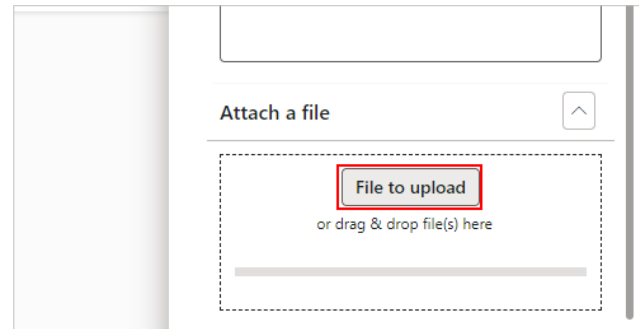 Attach a file
File to upload
or drag & drop file(s) here